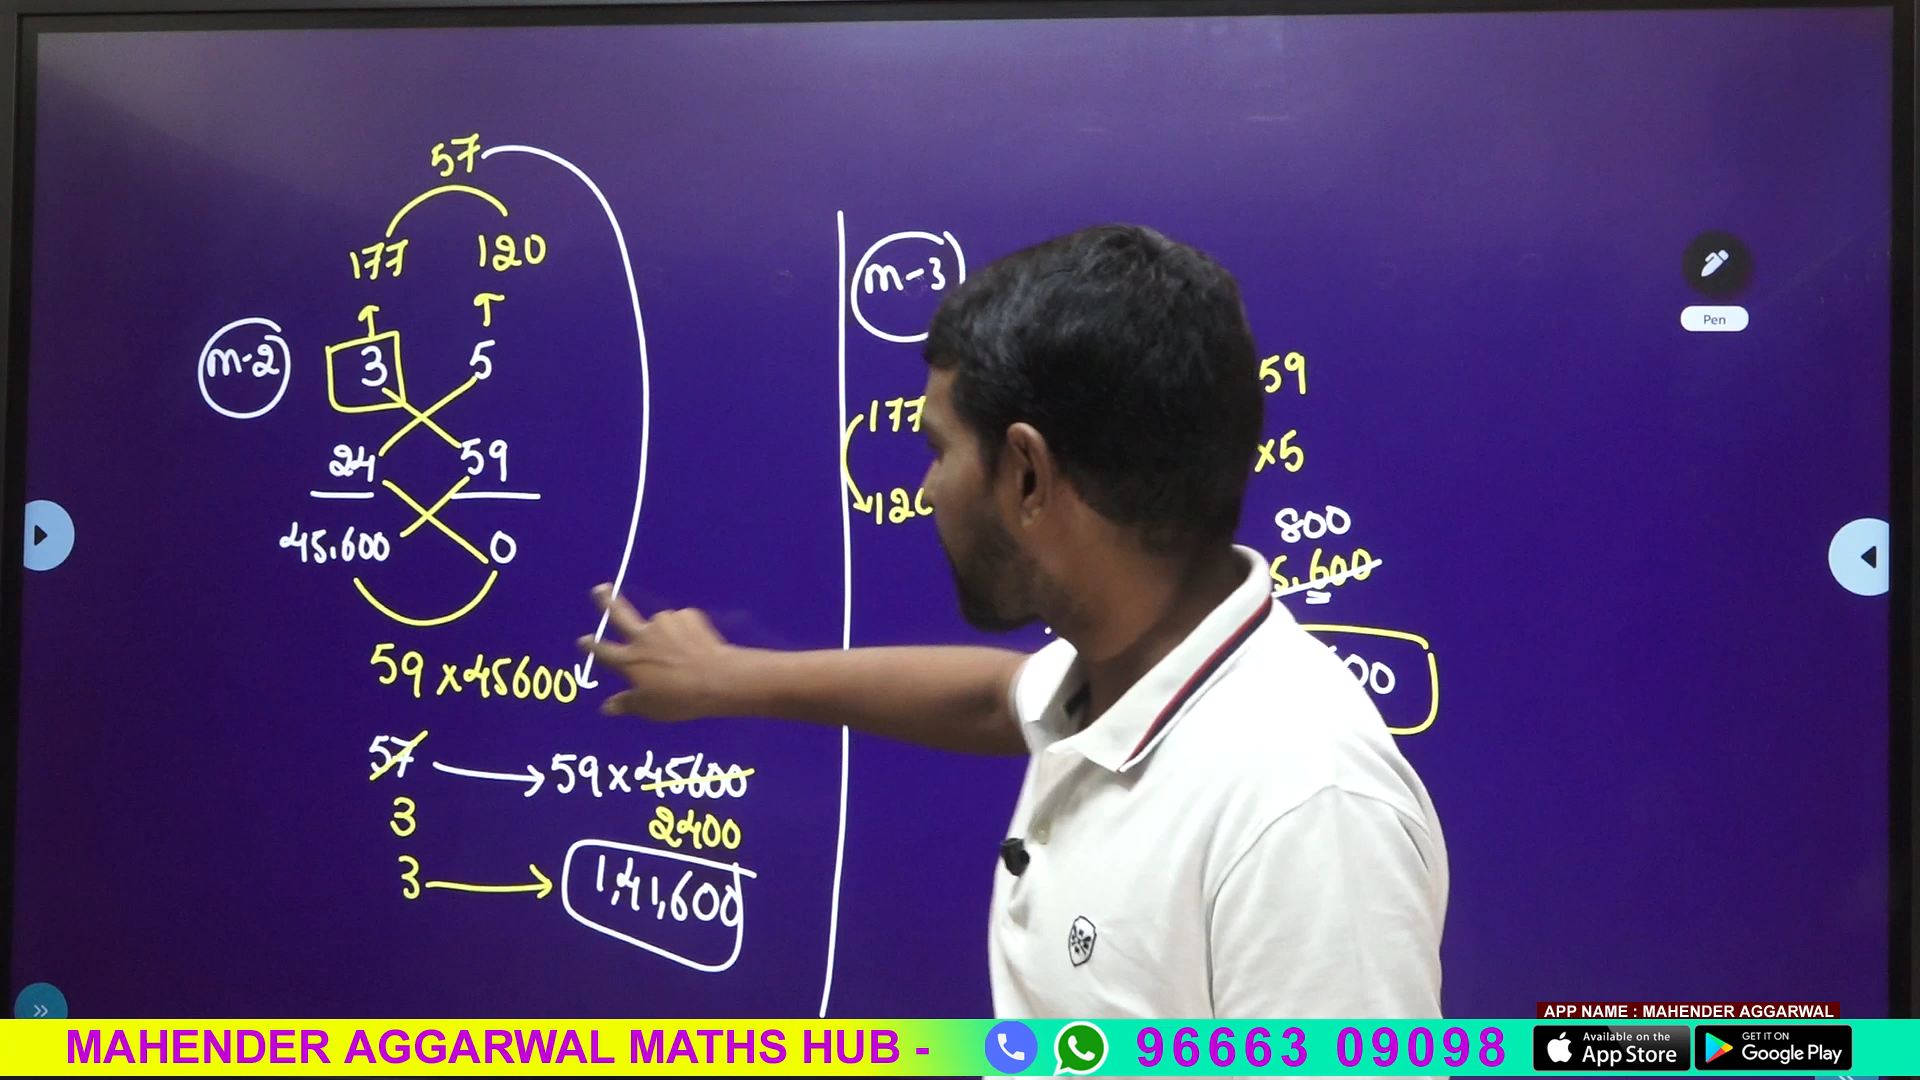 57
177 120
3 5
m-2
24 59
45.600 0
59 x 45600
57 → 59 x 45600
3 2400
3 → 1,41,600
m-3
177 59
120 x5
800
5.600
00
Pen
APP NAME : MAHENDER AGGARWAL
MAHENDER AGGARWAL MATHS HUB - 96663 09098
Available on the App Store
GET IT ON Google Play